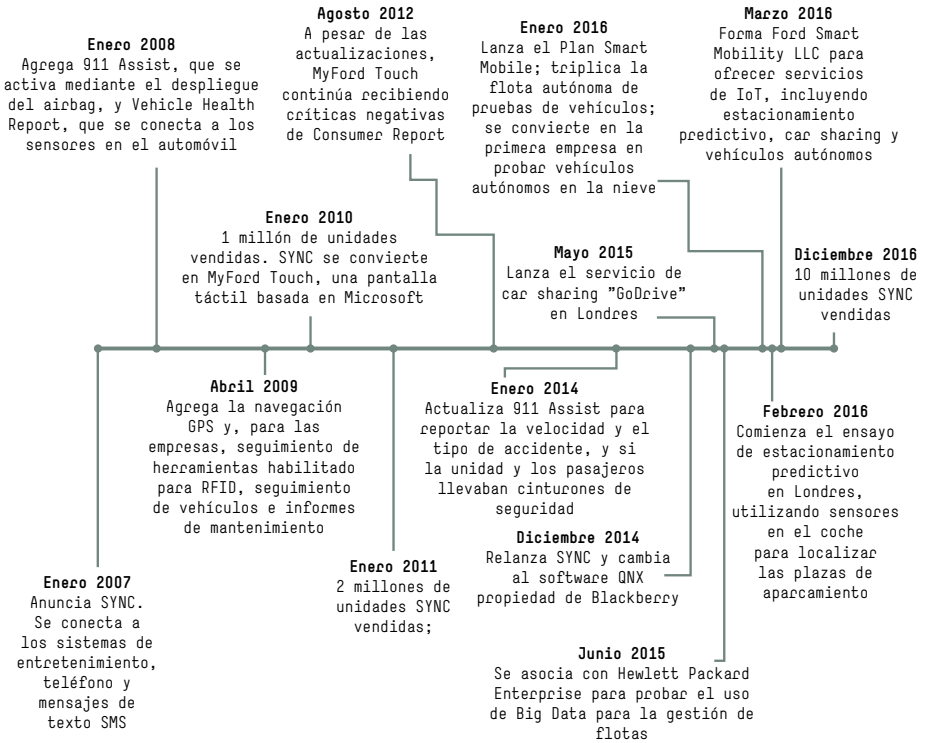 Enero 2008
Agrega 911 Assist, que se
activa mediante el despliegue
del airbag, y Vehicle Health
Report, que se conecta a los
sensores en el automóvil
Agosto 2012
A pesar de las
actualizaciones,
MyFord Touch
continúa recibiendo
críticas negativas
de Consumer Report
Enero 2016
Lanza el Plan Smart
Mobile; triplica la
flota autónoma de
pruebas de vehículos;
se convierte en la
primera empresa en
probar vehículos
autónomos en la nieve
Marzo 2016
Forma Ford Smart
Mobility LLC para
ofrecer servicios
de IoT, incluyendo
estacionamiento
predictivo, car sharing y
vehículos autónomos
Enero 2010
1 millón de unidades
vendidas. SYNC se convierte
en MyFord Touch, una pantalla
táctil basada en Microsoft
Mayo 2015
Lanza el servicio de
car sharing "GoDrive"
en Londres
Diciembre 2016
10 millones de
unidades SYNC
vendidas
Abril 2009
Agrega la navegación
GPS y, para las
empresas, seguimiento de
herramientas habilitado
para RFID, seguimiento
de vehículos e informes
de mantenimiento
Enero 2014
Actualiza 911 Assist para
reportar la velocidad y el
tipo de accidente, y si
la unidad y los pasajeros
llevaban cinturones de
seguridad
Febrero 2016
Comienza el ensayo
de estacionamiento
predictivo
en Londres,
utilizando sensores
en el coche
para localizar
las plazas de
aparcamiento
Diciembre 2014
Relanza SYNC y cambia
al software QNX
propiedad de Blackberry
Enero 2011
2 millones de
unidades SYNC
vendidas;
Enero 2007
Anuncia SYNC.
Se conecta a
los sistemas de
entretenimiento,
teléfono y
mensajes de
texto SMS
Junio 2015
Se asocia con Hewlett Packard
Enterprise para probar el uso
de Big Data para la gestión de
flotas